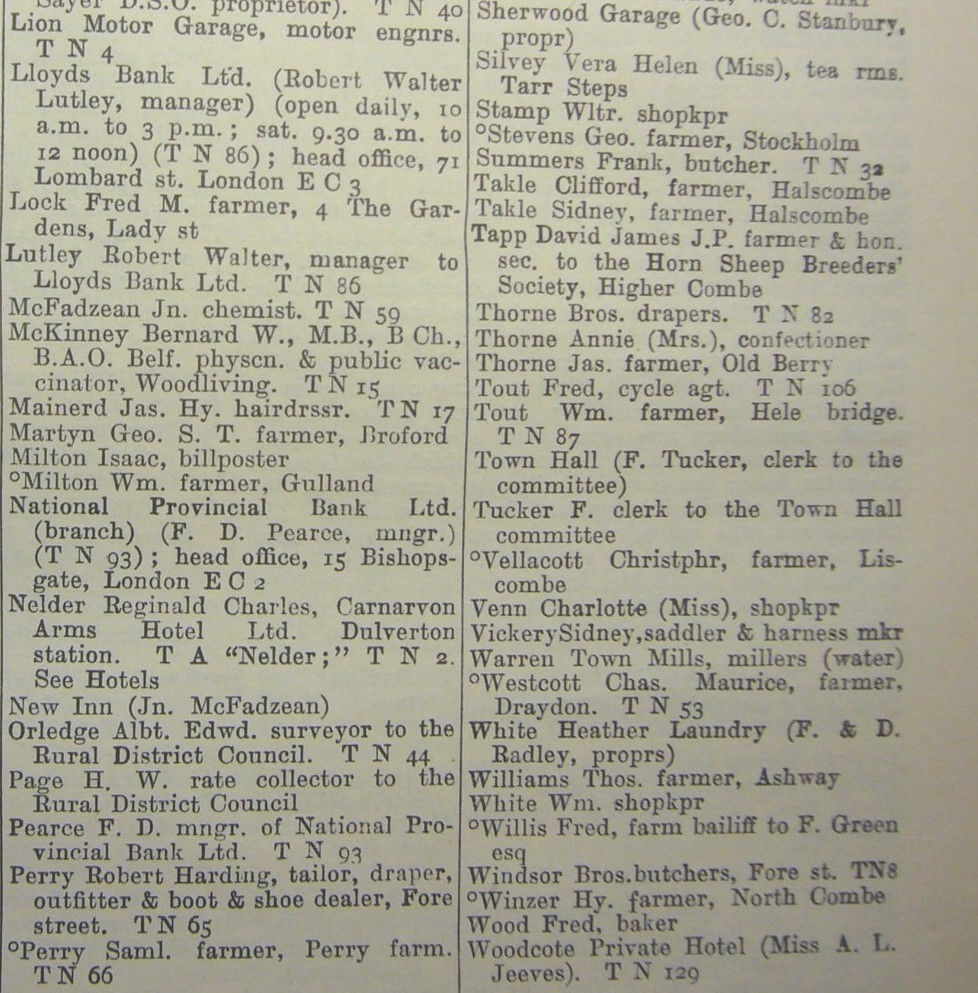 Sayer D.S.O. proprietor). T N 40
Lion Motor Garage, motor engnrs.
T N 4
Lloyds Bank Ltd. (Robert Walter
Lutley, manager) (open daily, 10
a.m. to 3 p.m.; sat. 9.30 a.m. to
12 noon) (T N 86); head office, 71
Lombard st. London E C 3
Lock Fred M. farmer, 4 The Gar-
dens, Lady st
Lutley Robert Walter, manager to
Lloyds Bank Ltd. T N 86
McFadzean Jn. chemist. T N 59
McKinney Bernard W., M.B., B Ch.,
B.A.O. Belf. physcn. & public vac-
cinator, Woodliving. T N 15
Mainerd Jas. Hy. hairdrssr. T N 17
Martyn Geo. S. T. farmer, Broford
Milton Isaac, billposter
°Milton Wm. farmer, Gulland
National Provincial Bank Ltd.
(branch) (F. D. Pearce, mngr.)
(T N 93); head office, 15 Bishops-
gate, London E C 2
Nelder Reginald Charles, Carnarvon
Arms Hotel Ltd. Dulverton
station. T A "Nelder;" T N 2.
See Hotels
New Inn (Jn. McFadzean)
Orledge Albt. Edwd. surveyor to the
Rural District Council. T N 44
Page H. W. rate collector to the
Rural District Council
Pearce F. D. mngr. of National Pro-
vincial Bank Ltd. T N 93
Perry Robert Harding, tailor, draper,
outfitter & boot & shoe dealer, Fore
street. T N 65
°Perry Saml. farmer, Perry farm.
T N 66
Sherwood Garage (Geo. C. Stanbury,
propr)
Silvey Vera Helen (Miss), tea rms.
Tarr Steps
Stamp Wltr. shopkpr
°Stevens Geo. farmer, Stockholm
Summers Frank, butcher. T N 32
Takle Clifford, farmer, Halscombe
Takle Sidney, farmer, Halscombe
Tapp David James J.P. farmer & hon.
sec. to the Horn Sheep Breeders'
Society, Higher Combe
Thorne Bros. drapers. T N 82
Thorne Annie (Mrs.), confectioner
Thorne Jas. farmer, Old Berry
Tout Fred, cycle agt. T N 106
Tout Wm. farmer, Hele bridge.
T N 87
Town Hall (F. Tucker, clerk to the
committee)
Tucker F. clerk to the Town Hall
committee
°Vellacott Christphr, farmer, Lis-
combe
Venn Charlotte (Miss), shopkpr
Vickery Sidney, saddler & harness mkr
Warren Town Mills, millers (water)
°Westcott Chas. Maurice, farmer,
Draydon. T N 53
White Heather Laundry (F. & D.
Radley, proprs)
Williams Thos. farmer, Ashway
White Wm. shopkpr
°Willis Fred, farm bailiff to F. Green
esq
Windsor Bros. butchers, Fore st. TN8
°Winzer Hy. farmer, North Combe
Wood Fred, baker
Woodcote Private Hotel (Miss A. L.
Jeeves). T N 129